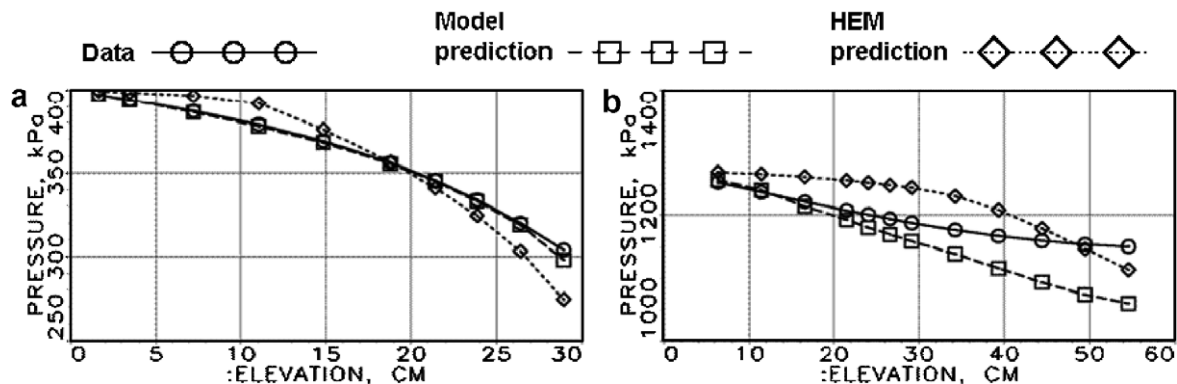 Data
Model prediction
HEM prediction
a
PRESSURE, kPa
400
350
300
250
0 5 10 15 20 25 30
:ELEVATION, CM
b
PRESSURE, kPa
1400
1200
1000
0 10 20 30 40 50 60
:ELEVATION, CM